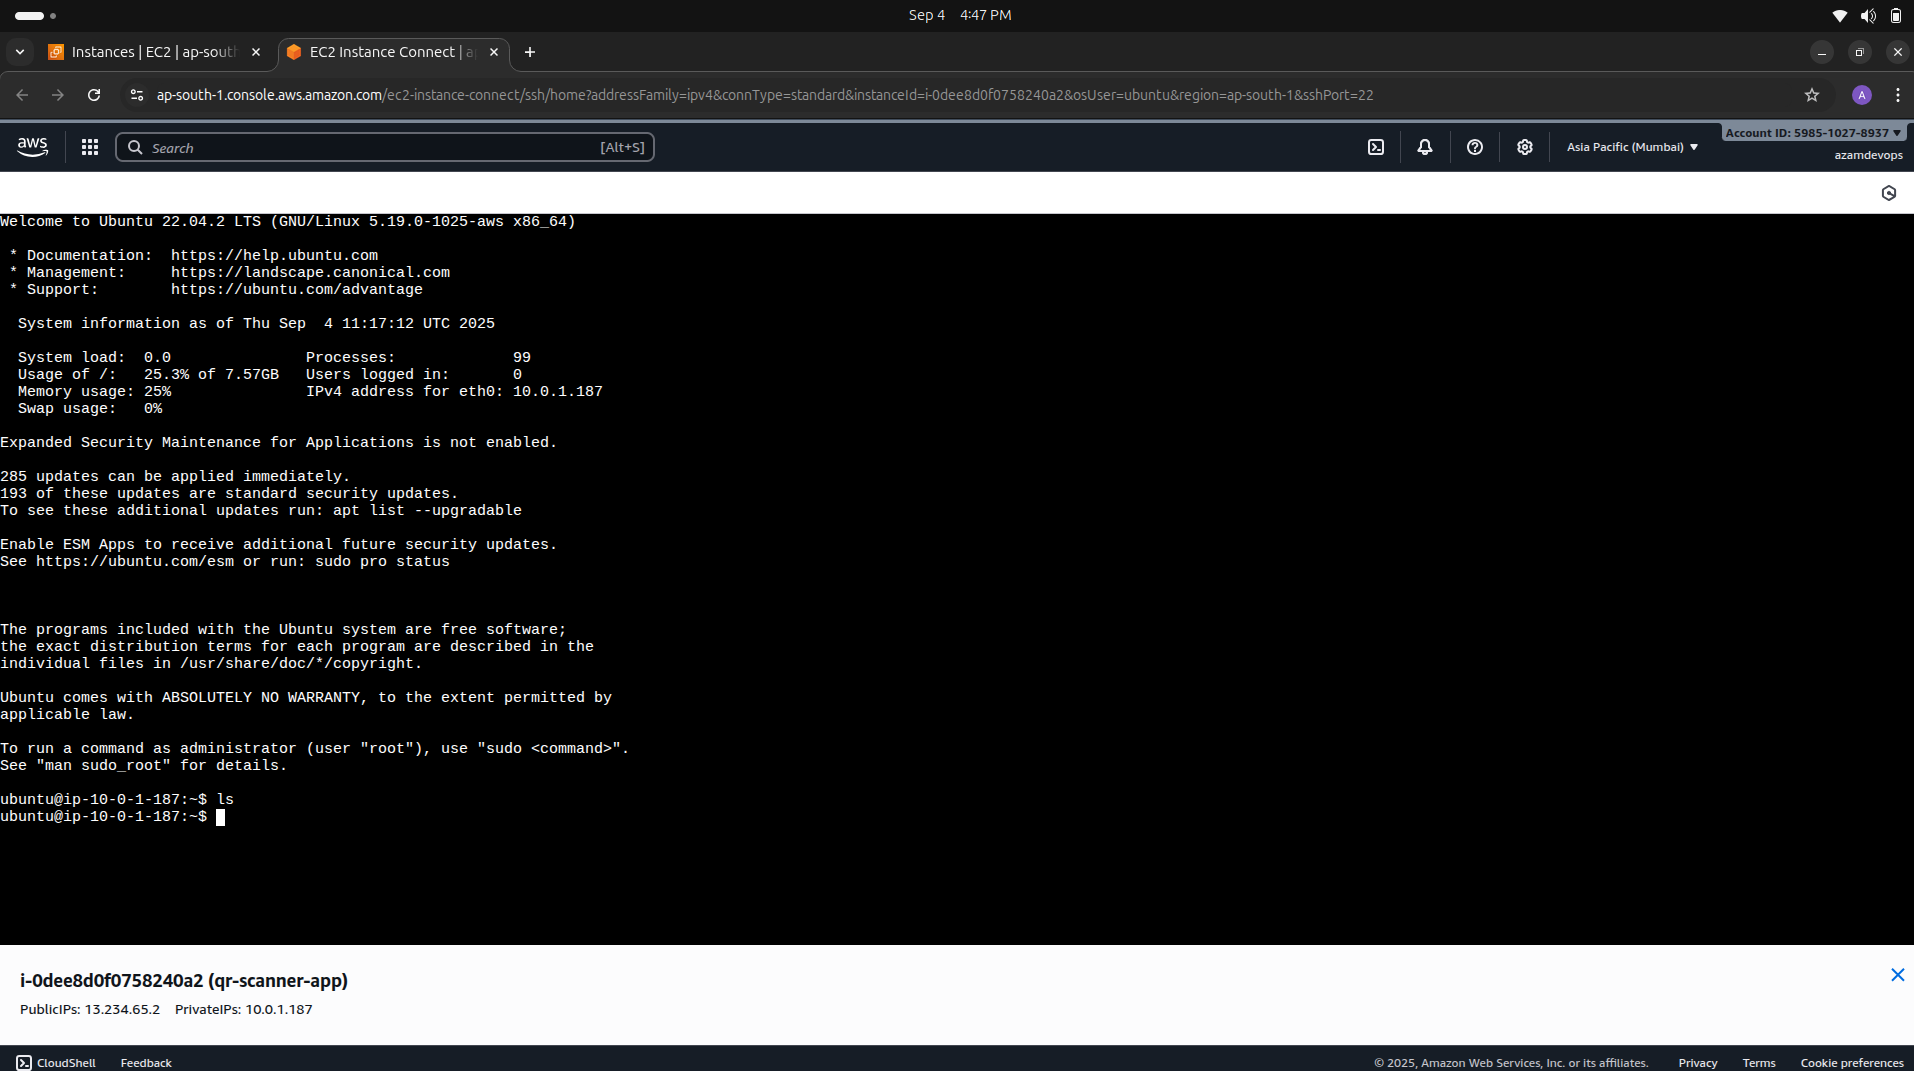 Sep 4 4:47 PM
Instances | EC2 | ap-south
EC2 Instance Connect | ap
ap-south-1.console.aws.amazon.com/ec2-instance-connect/ssh/home?addressFamily=ipv4&connType=standard&instanceId=i-0dee8d0f0758240a2&osUser=ubuntu&region=ap-south-1&sshPort=22
A
aws
Search
[Alt+S]
Asia Pacific (Mumbai)
Account ID: 5985-1027-8937
azamdevops
Welcome to Ubuntu 22.04.2 LTS (GNU/Linux 5.19.0-1025-aws x86_64)
* Documentation: https://help.ubuntu.com
* Management: https://landscape.canonical.com
* Support: https://ubuntu.com/advantage
System information as of Thu Sep 4 11:17:12 UTC 2025
System load: 0.0 Processes: 99
Usage of /: 25.3% of 7.57GB Users logged in: 0
Memory usage: 25% IPv4 address for eth0: 10.0.1.187
Swap usage: 0%
Expanded Security Maintenance for Applications is not enabled.
285 updates can be applied immediately.
193 of these updates are standard security updates.
To see these additional updates run: apt list --upgradable
Enable ESM Apps to receive additional future security updates.
See https://ubuntu.com/esm or run: sudo pro status
The programs included with the Ubuntu system are free software;
the exact distribution terms for each program are described in the
individual files in /usr/share/doc/*/copyright.
Ubuntu comes with ABSOLUTELY NO WARRANTY, to the extent permitted by
applicable law.
To run a command as administrator (user "root"), use "sudo <command>".
See "man sudo_root" for details.
ubuntu@ip-10-0-1-187:~$ ls
ubuntu@ip-10-0-1-187:~$
i-0dee8d0f0758240a2 (qr-scanner-app)
PublicIPs: 13.234.65.2 PrivateIPs: 10.0.1.187
CloudShell Feedback
© 2025, Amazon Web Services, Inc. or its affiliates. Privacy Terms Cookie preferences